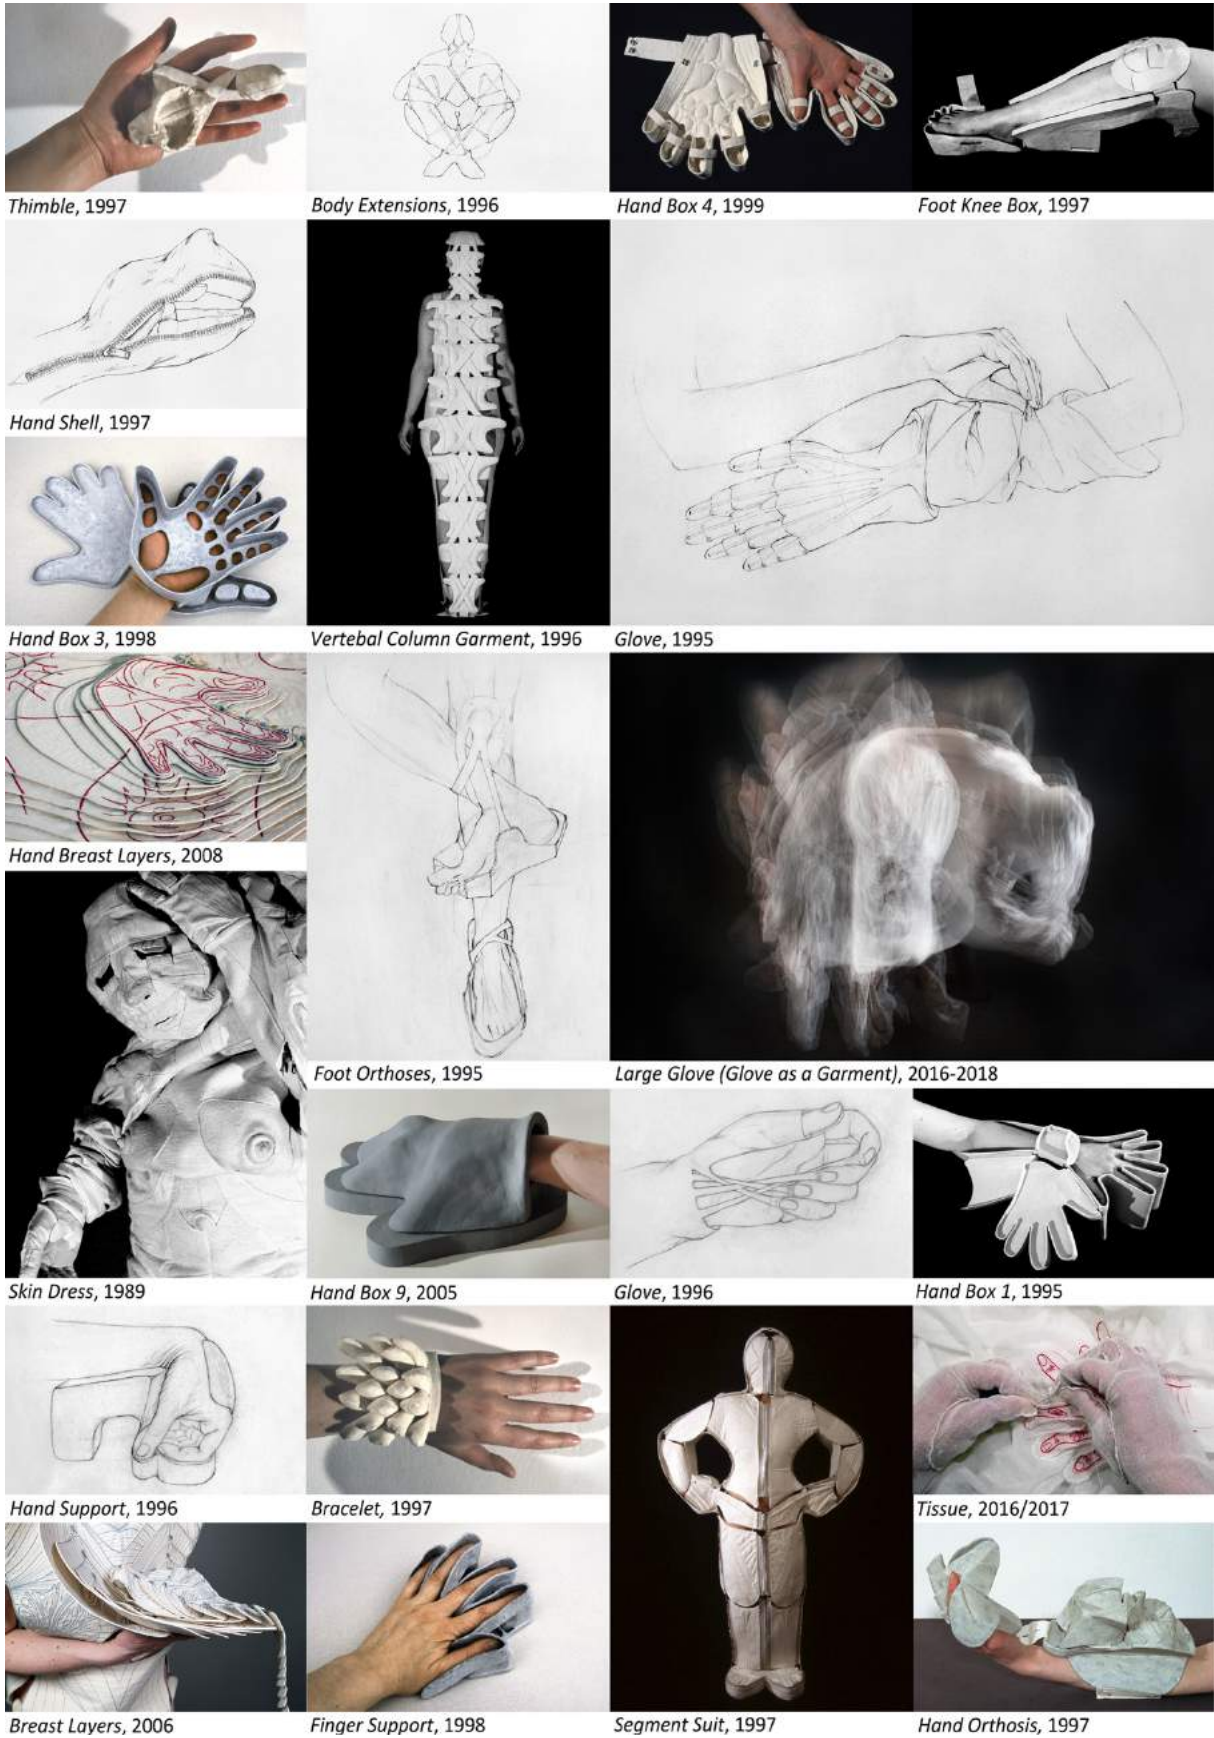 Thimble, 1997
Body Extensions, 1996
Hand Box 4, 1999
Foot Knee Box, 1997
Hand Shell, 1997
Hand Box 3, 1998
Vertebal Column Garment, 1996
Glove, 1995
Hand Breast Layers, 2008
Foot Orthoses, 1995
Large Glove (Glove as a Garment), 2016-2018
Skin Dress, 1989
Hand Box 9, 2005
Glove, 1996
Hand Box 1, 1995
Hand Support, 1996
Bracelet, 1997
Tissue, 2016/2017
Breast Layers, 2006
Finger Support, 1998
Segment Suit, 1997
Hand Orthosis, 1997